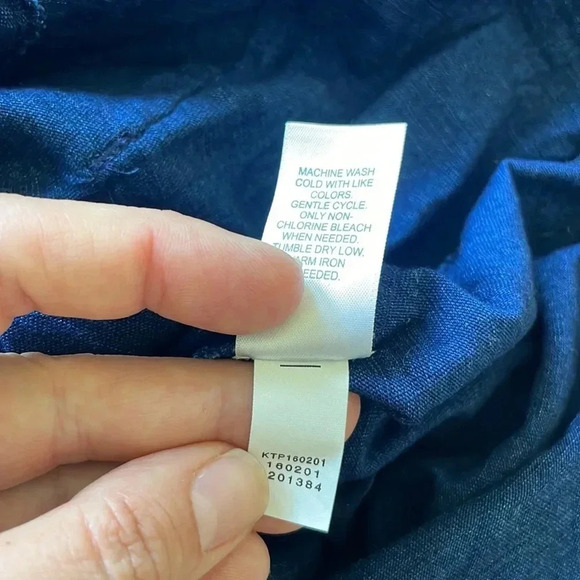 MACHINE WASH
COLD WITH LIKE
COLORS.
GENTLE CYCLE.
ONLY NON-
CHLORINE BLEACH
WHEN NEEDED.
TUMBLE DRY LOW.
IRON
KTP160201
160201
201384